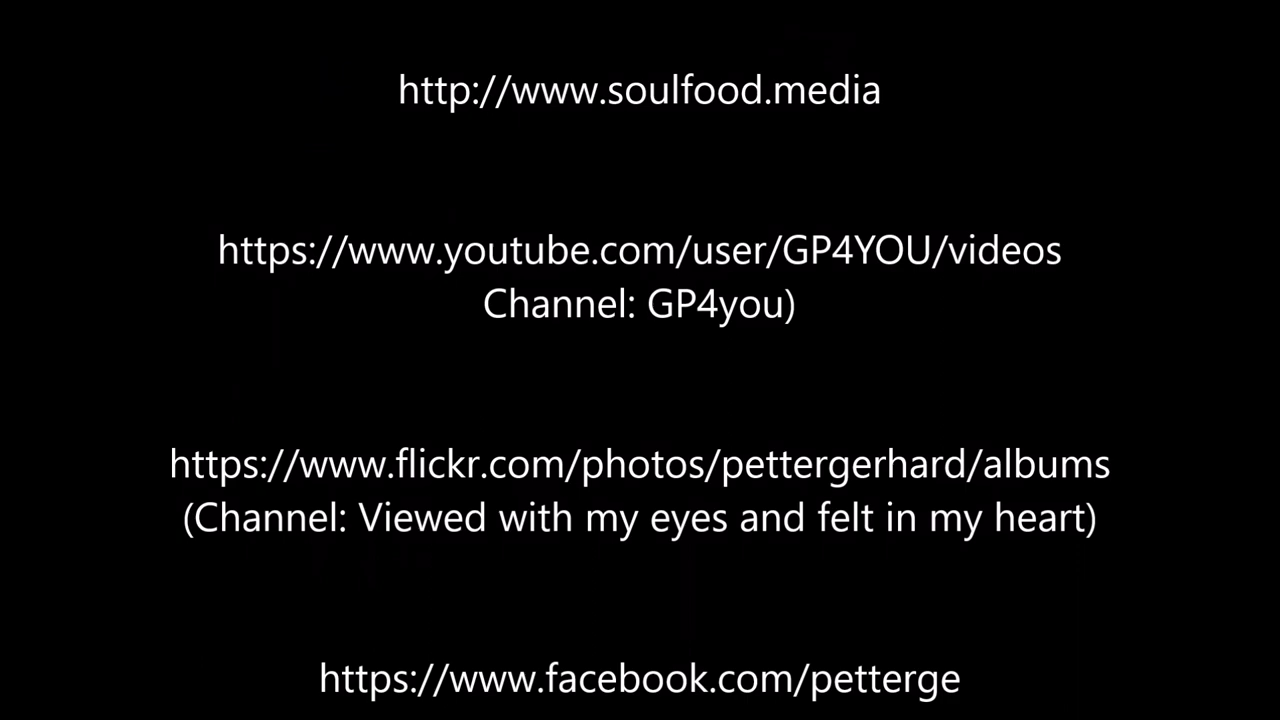 http://www.soulfood.media
https://www.youtube.com/user/GP4YOU/videos
Channel: GP4you)
https://www.flickr.com/photos/pettergerhard/albums
(Channel: Viewed with my eyes and felt in my heart)
https://www.facebook.com/petterge